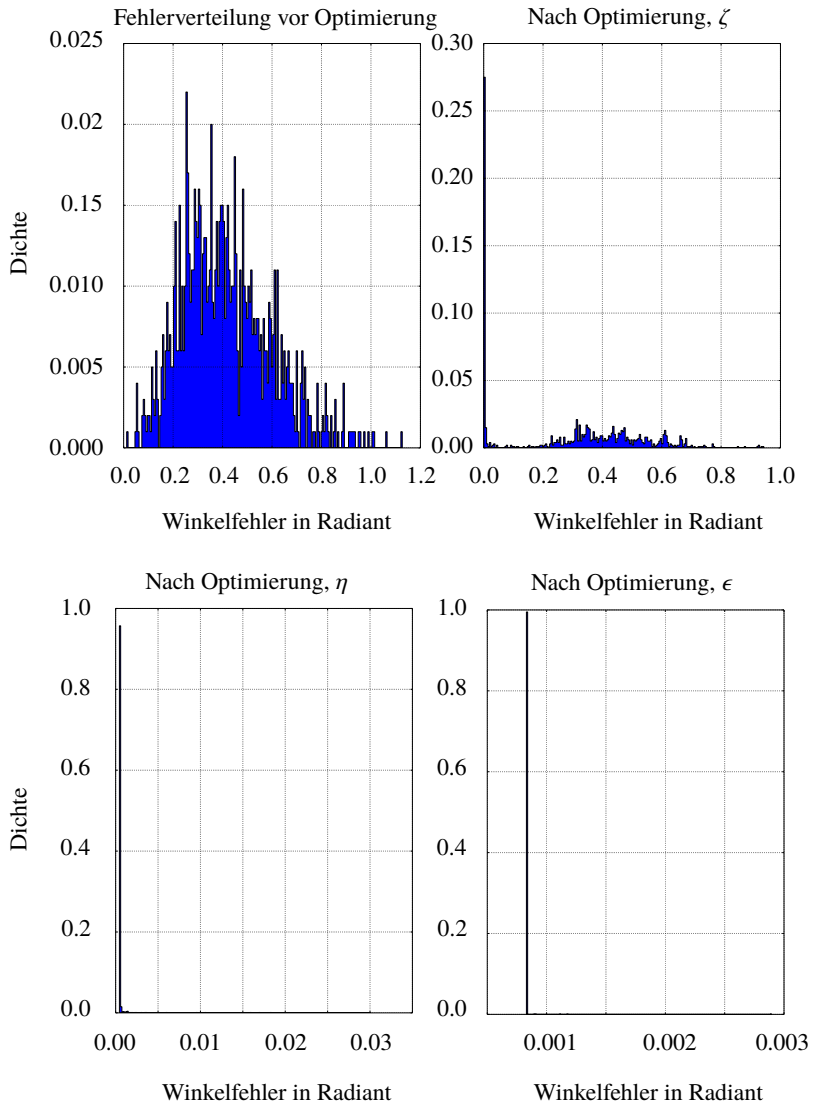 Fehlerverteilung vor Optimierung
0.025
0.020
0.015
0.010
0.005
0.000
0.0 0.2 0.4 0.6 0.8 1.0 1.2
Dichte
Winkelfehler in Radiant
Nach Optimierung, ζ
0.30
0.25
0.20
0.15
0.10
0.05
0.00
0.0 0.2 0.4 0.6 0.8 1.0
Winkelfehler in Radiant
Nach Optimierung, η
1.0
0.8
0.6
0.4
0.2
0.0
0.00 0.01 0.02 0.03
Dichte
Winkelfehler in Radiant
Nach Optimierung, ϵ
1.0
0.8
0.6
0.4
0.2
0.0
0.001 0.002 0.003
Winkelfehler in Radiant